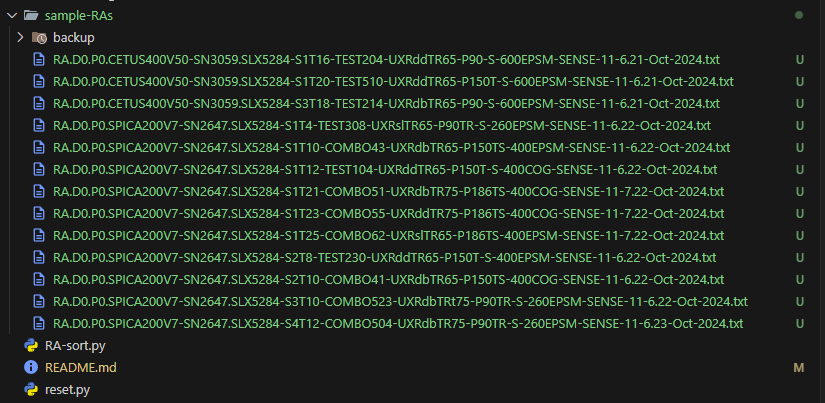 sample-RAs
backup
RA.D0.P0.CETUS400V50-SN3059.SLX5284-S1T16-TEST204-UXRddTR65-P90-S-600EPSM-SENSE-11-6.21-Oct-2024.txt U
RA.D0.P0.CETUS400V50-SN3059.SLX5284-S1T20-TEST510-UXRddTR65-P150T-S-600EPSM-SENSE-11-6.21-Oct-2024.txt U
RA.D0.P0.CETUS400V50-SN3059.SLX5284-S3T18-TEST214-UXRdbTR65-P90-S-600EPSM-SENSE-11-6.21-Oct-2024.txt U
RA.D0.P0.SPICA200V7-SN2647.SLX5284-S1T4-TEST308-UXRslTR65-P90TR-S-260EPSM-SENSE-11-6.22-Oct-2024.txt U
RA.D0.P0.SPICA200V7-SN2647.SLX5284-S1T10-COMBO43-UXRdbTR65-P150TS-400EPSM-SENSE-11-6.22-Oct-2024.txt U
RA.D0.P0.SPICA200V7-SN2647.SLX5284-S1T12-TEST104-UXRddTR65-P150T-S-400COG-SENSE-11-6.22-Oct-2024.txt U
RA.D0.P0.SPICA200V7-SN2647.SLX5284-S1T21-COMBO51-UXRdbTR75-P186TS-400COG-SENSE-11-7.22-Oct-2024.txt U
RA.D0.P0.SPICA200V7-SN2647.SLX5284-S1T23-COMBO55-UXRddTR75-P186TS-400COG-SENSE-11-7.22-Oct-2024.txt U
RA.D0.P0.SPICA200V7-SN2647.SLX5284-S1T25-COMBO62-UXRslTR65-P186TS-400EPSM-SENSE-11-7.22-Oct-2024.txt U
RA.D0.P0.SPICA200V7-SN2647.SLX5284-S2T8-TEST230-UXRddTR65-P150T-S-400EPSM-SENSE-11-6.22-Oct-2024.txt U
RA.D0.P0.SPICA200V7-SN2647.SLX5284-S2T10-COMBO41-UXRdbTR65-P150TS-400COG-SENSE-11-6.22-Oct-2024.txt U
RA.D0.P0.SPICA200V7-SN2647.SLX5284-S3T10-COMBO523-UXRdbTRt75-P90TR-S-260EPSM-SENSE-11-6.22-Oct-2024.txt U
RA.D0.P0.SPICA200V7-SN2647.SLX5284-S4T12-COMBO504-UXRdbTR75-P90TR-S-260EPSM-SENSE-11-6.23-Oct-2024.txt U
RA-sort.py
README.md M
reset.py